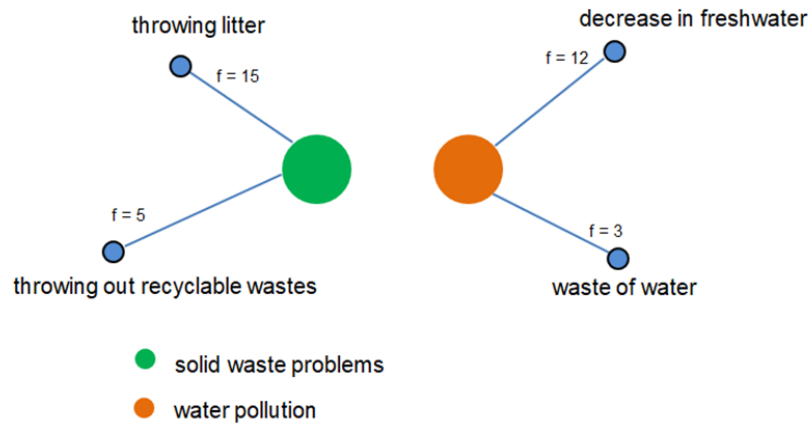 throwing litter
decrease in freshwater
f = 15
f = 12
f = 5
f = 3
throwing out recyclable wastes
waste of water
solid waste problems
water pollution